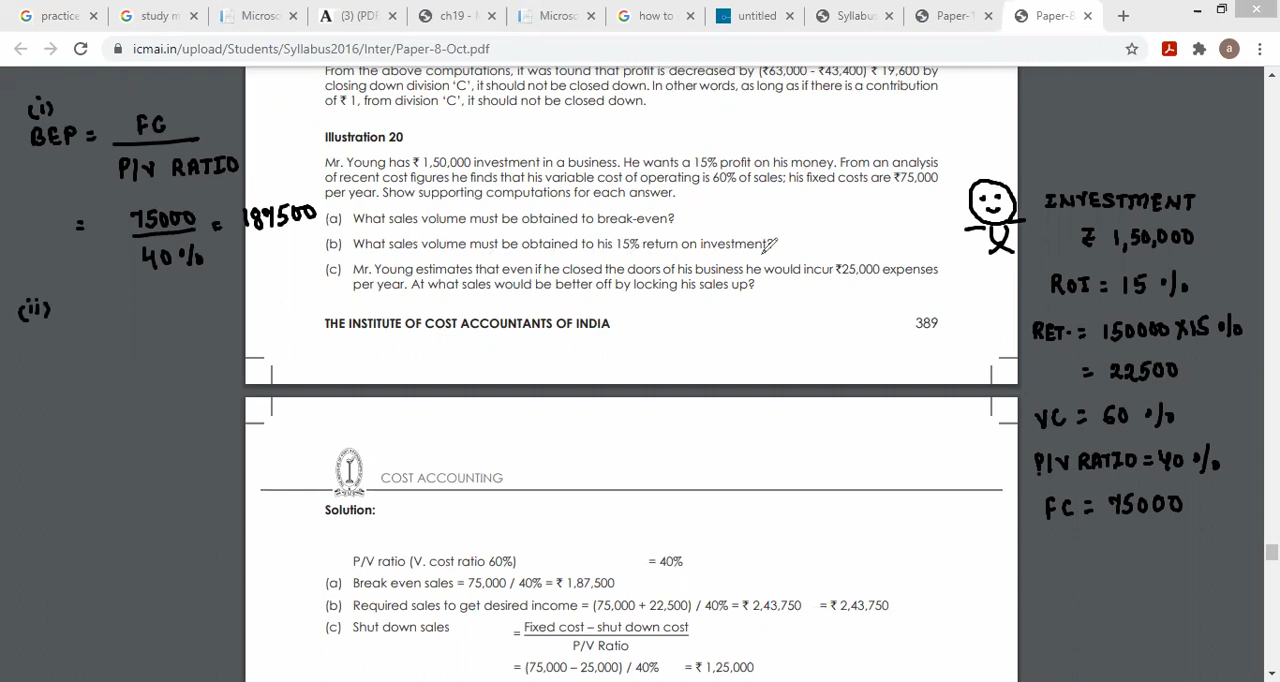 practice
study m
Microso
(3) (PDF
ch19 - M
Microso
how to
untitled
Syllabus
Paper-1
Paper-8
icmai.in/upload/Students/Syllabus2016/Inter/Paper-8-Oct.pdf
a
From the above computations, it was found that profit is decreased by (₹63,000 - ₹43,400) ₹ 19,600 by
closing down division ‘C’, it should not be closed down. In other words, as long as if there is a contribution
of ₹ 1, from division ‘C’, it should not be closed down.
Illustration 20
Mr. Young has ₹ 1,50,000 investment in a business. He wants a 15% profit on his money. From an analysis
of recent cost figures he finds that his variable cost of operating is 60% of sales; his fixed costs are ₹75,000
per year. Show supporting computations for each answer.
(a) What sales volume must be obtained to break-even?
(b) What sales volume must be obtained to his 15% return on investment?
(c) Mr. Young estimates that even if he closed the doors of his business he would incur ₹25,000 expenses
per year. At what sales would be better off by locking his sales up?
THE INSTITUTE OF COST ACCOUNTANTS OF INDIA 389
COST ACCOUNTING
Solution:
P/V ratio (V. cost ratio 60%) = 40%
(a) Break even sales = 75,000 / 40% = ₹ 1,87,500
(b) Required sales to get desired income = (75,000 + 22,500) / 40% = ₹ 2,43,750 = ₹ 2,43,750
(c) Shut down sales = Fixed cost – shut down cost
P/V Ratio
= (75,000 – 25,000) / 40% = ₹ 1,25,000
(i)
BEP = FC
P/V RATIO
= 75000 = 187500
40%
(ii)
INVESTMENT
₹ 1,50,000
ROI = 15 %
RET. = 150000 X 15 %
= 22500
VC = 60 %
P/V RATIO = 40 %
FC = 75000